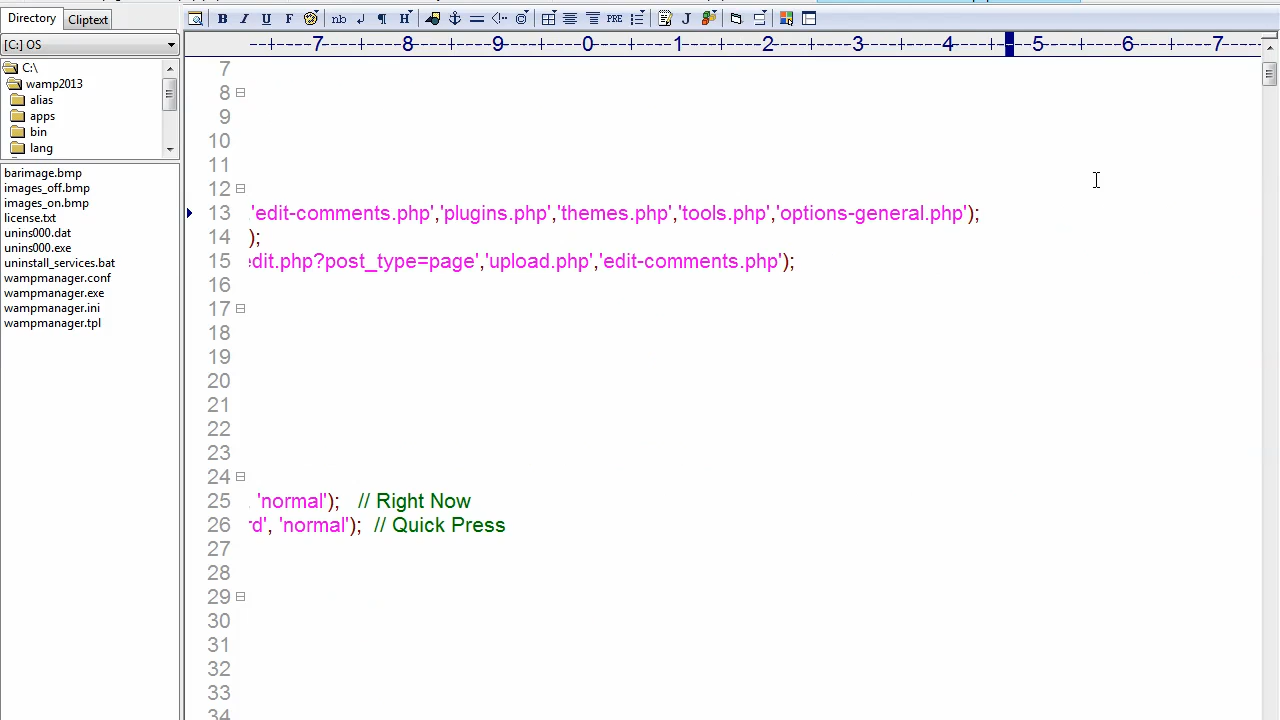 Directory
Cliptext
B I U F nb H © PRE J
[C:] OS
--+----7----+----8----+----9----+----0----+----1----+----2----+----3----+----4----+----5----+----6----+----7----
C:\
wamp2013
alias
apps
bin
lang
barimage.bmp
images_off.bmp
images_on.bmp
license.txt
unins000.dat
unins000.exe
uninstall_services.bat
wampmanager.conf
wampmanager.exe
wampmanager.ini
wampmanager.tpl
7
8
9
10
11
12
13 'edit-comments.php','plugins.php','themes.php','tools.php','options-general.php');
14 );
15 edit.php?post_type=page','upload.php','edit-comments.php');
16
17
18
19
20
21
22
23
24
25 , 'normal'); // Right Now
26 rd', 'normal'); // Quick Press
27
28
29
30
31
32
33
34